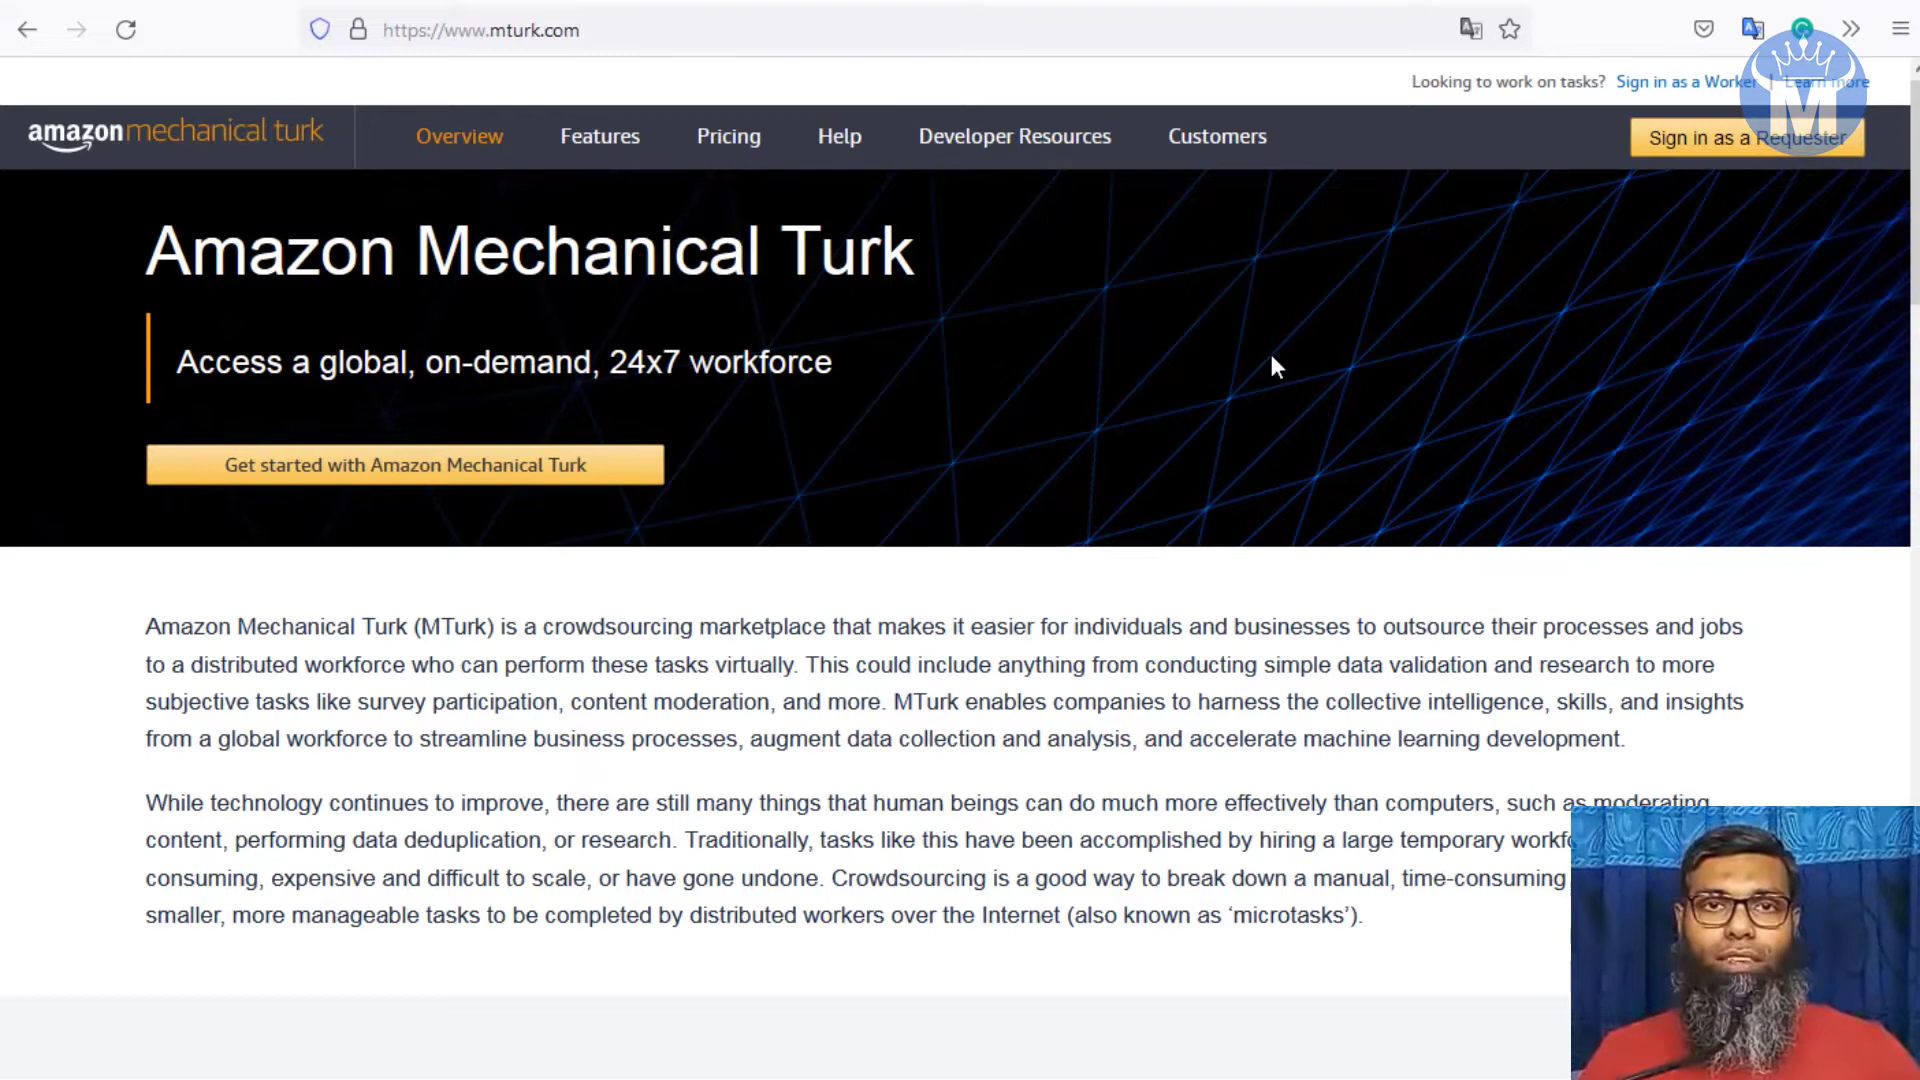 https://www.mturk.com
Looking to work on tasks? Sign in as a Worker | Learn more
amazon mechanical turk
Overview
Features
Pricing
Help
Developer Resources
Customers
Sign in as a Requester
M
Amazon Mechanical Turk
Access a global, on-demand, 24x7 workforce
Get started with Amazon Mechanical Turk
Amazon Mechanical Turk (MTurk) is a crowdsourcing marketplace that makes it easier for individuals and businesses to outsource their processes and jobs
to a distributed workforce who can perform these tasks virtually. This could include anything from conducting simple data validation and research to more
subjective tasks like survey participation, content moderation, and more. MTurk enables companies to harness the collective intelligence, skills, and insights
from a global workforce to streamline business processes, augment data collection and analysis, and accelerate machine learning development.
While technology continues to improve, there are still many things that human beings can do much more effectively than computers, such as moderating
content, performing data deduplication, or research. Traditionally, tasks like this have been accomplished by hiring a large temporary
consuming, expensive and difficult to scale, or have gone undone. Crowdsourcing is a good way to break down a manual, time-consuming
smaller, more manageable tasks to be completed by distributed workers over the Internet (also known as ‘microtasks’).